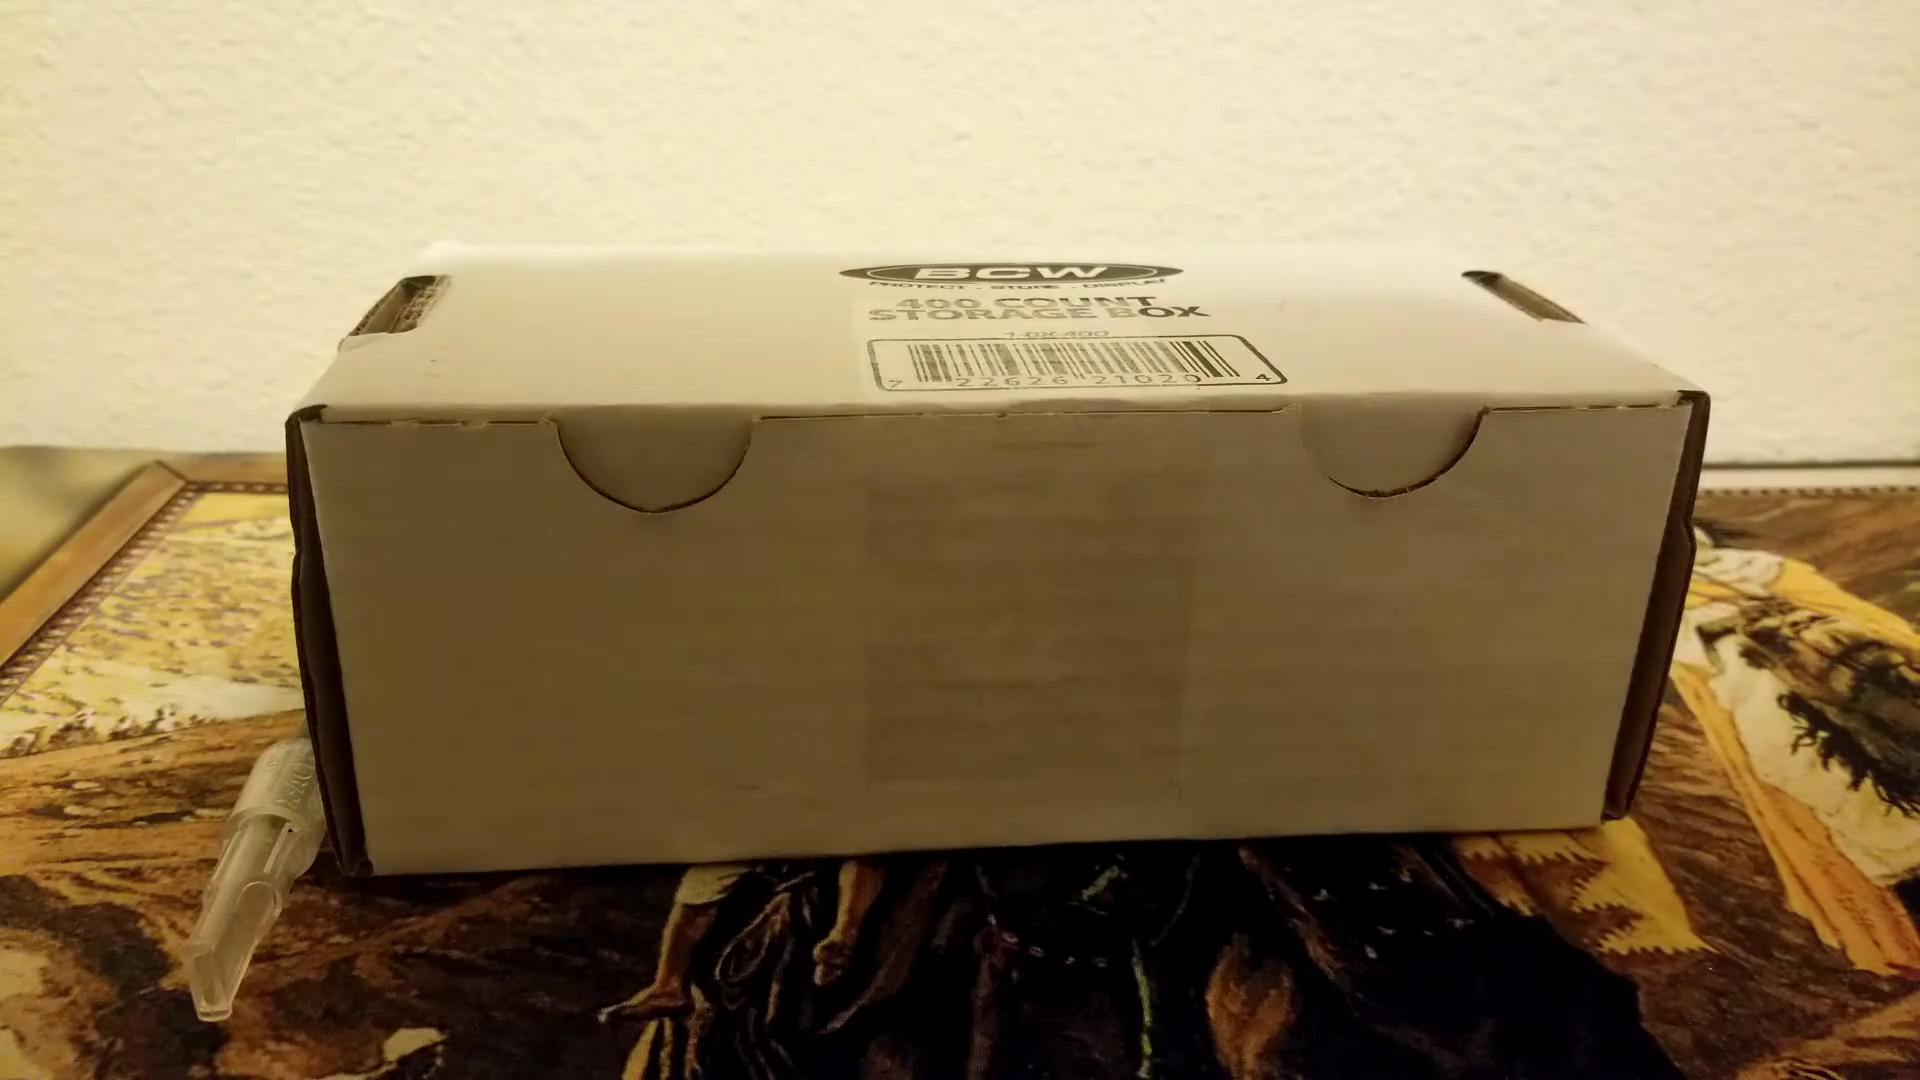 BCW
PROTECT . STORE . DISPLAY
400 COUNT
STORAGE BOX
1-BX-400
7 22626 21020 4